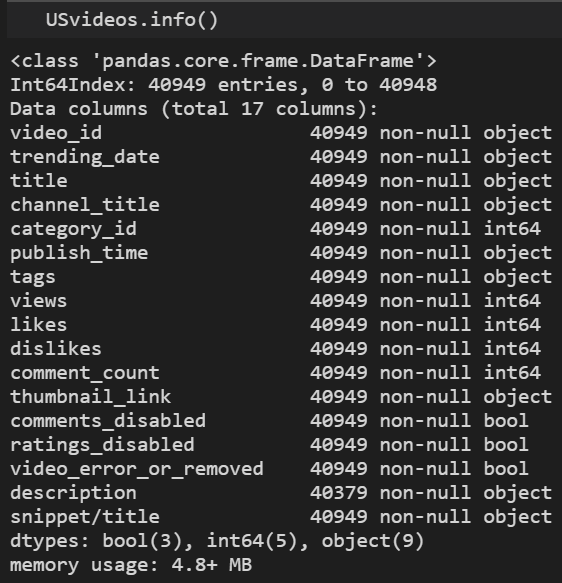 USvideos.info()
<class 'pandas.core.frame.DataFrame'>
Int64Index: 40949 entries, 0 to 40948
Data columns (total 17 columns):
video_id                  40949 non-null object
trending_date             40949 non-null object
title                     40949 non-null object
channel_title             40949 non-null object
category_id               40949 non-null int64
publish_time              40949 non-null object
tags                      40949 non-null object
views                     40949 non-null int64
likes                     40949 non-null int64
dislikes                  40949 non-null int64
comment_count             40949 non-null int64
thumbnail_link            40949 non-null object
comments_disabled         40949 non-null bool
ratings_disabled          40949 non-null bool
video_error_or_removed    40949 non-null bool
description               40379 non-null object
snippet/title             40949 non-null object
dtypes: bool(3), int64(5), object(9)
memory usage: 4.8+ MB